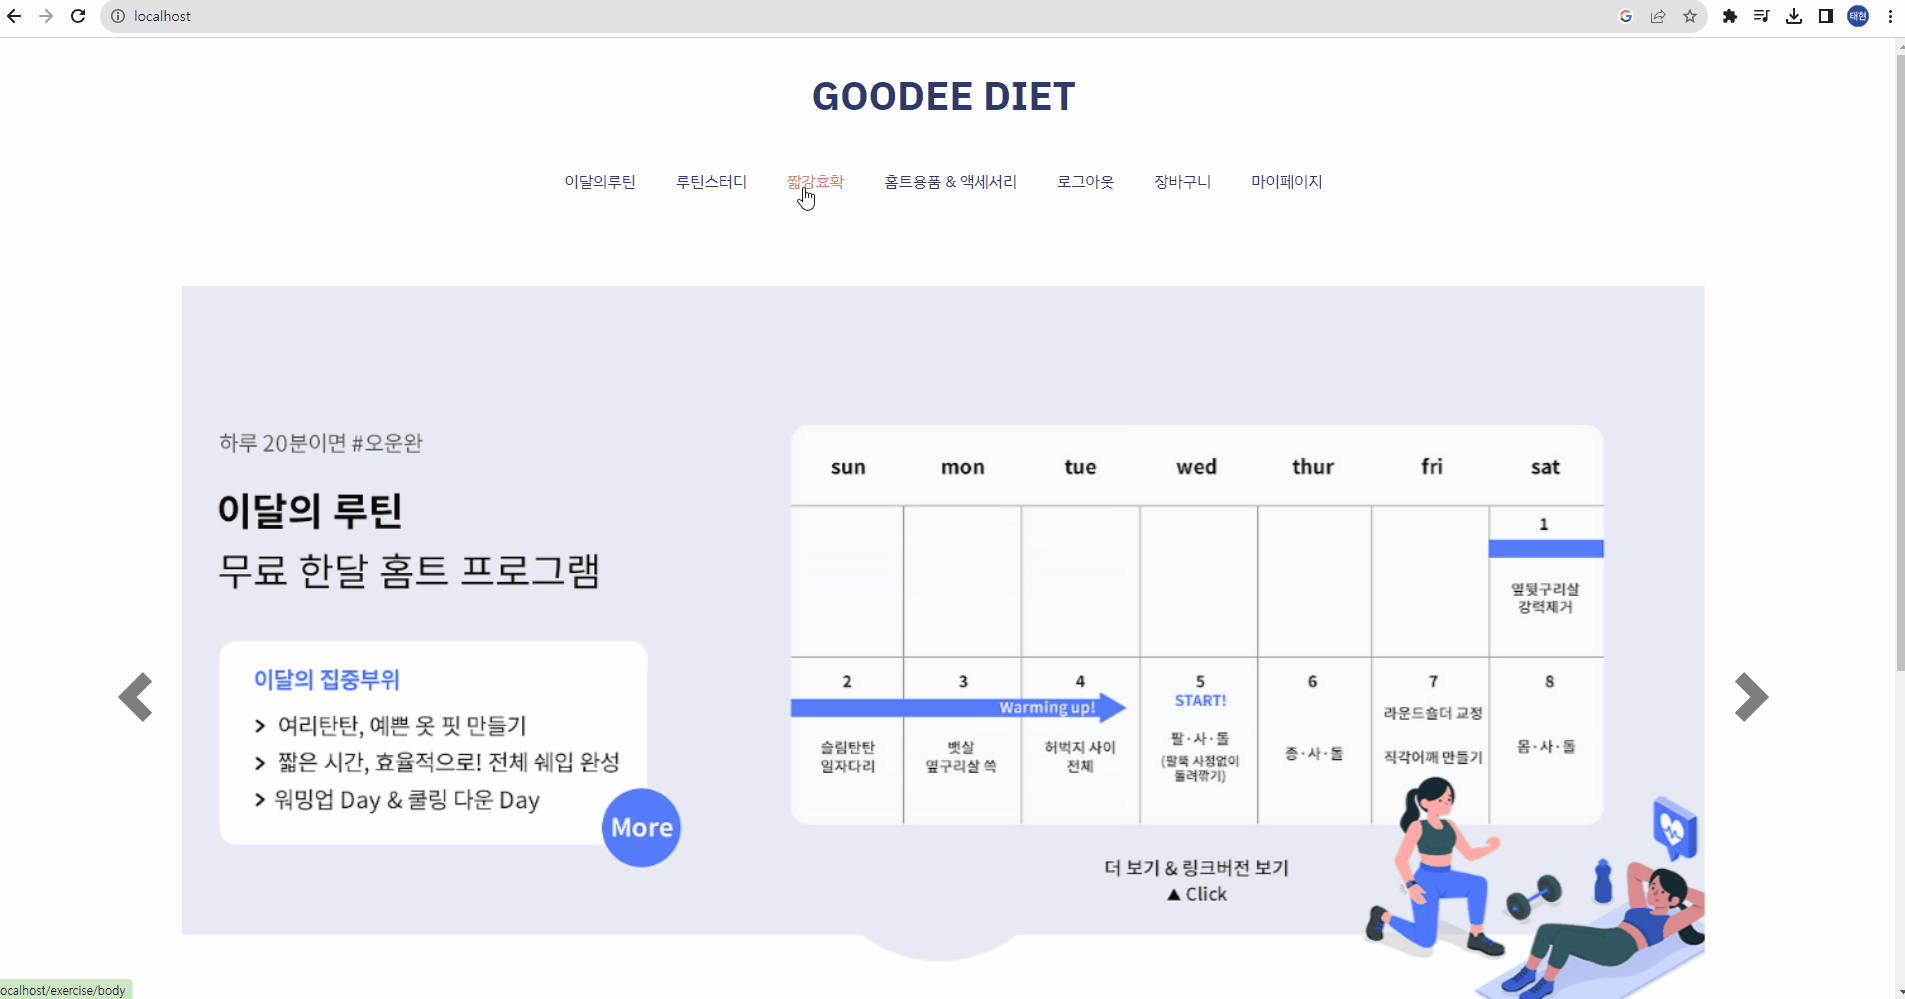 localhost
태현
GOODEE DIET
이달의루틴 루틴스터디 짧강효확 홈트용품 & 액세서리 로그아웃 장바구니 마이페이지
하루 20분이면 #오운완
이달의 루틴
무료 한달 홈트 프로그램
이달의 집중부위
> 여리탄탄, 예쁜 옷 핏 만들기
> 짧은 시간, 효율적으로! 전체 쉐입 완성
> 워밍업 Day & 쿨링 다운 Day
More
sun mon tue wed thur fri sat
1
옆뒷구리살
강력제거
2 3 4 5 6 7 8
Warming up!
START!
슬림탄탄
일자다리
뱃살
옆구리살 쏙
허벅지 사이
전체
팔·사·돌
(팔뚝 사정없이
돌려깎기)
종·사·돌
라운드숄더 교정
직각어깨 만들기
몸·사·돌
더 보기 & 링크버전 보기
▲ Click
ocalhost/exercise/body